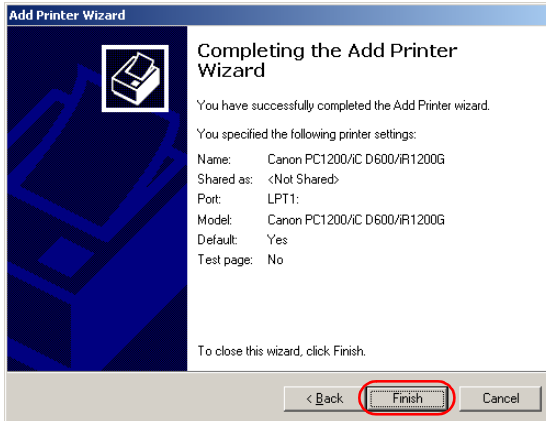 Add Printer Wizard
Completing the Add Printer
Wizard
You have successfully completed the Add Printer wizard.
You specified the following printer settings:
Name: Canon PC1200/iC D600/iR1200G
Shared as: <Not Shared>
Port: LPT1:
Model: Canon PC1200/iC D600/iR1200G
Default: Yes
Test page: No
To close this wizard, click Finish.
< Back Finish Cancel